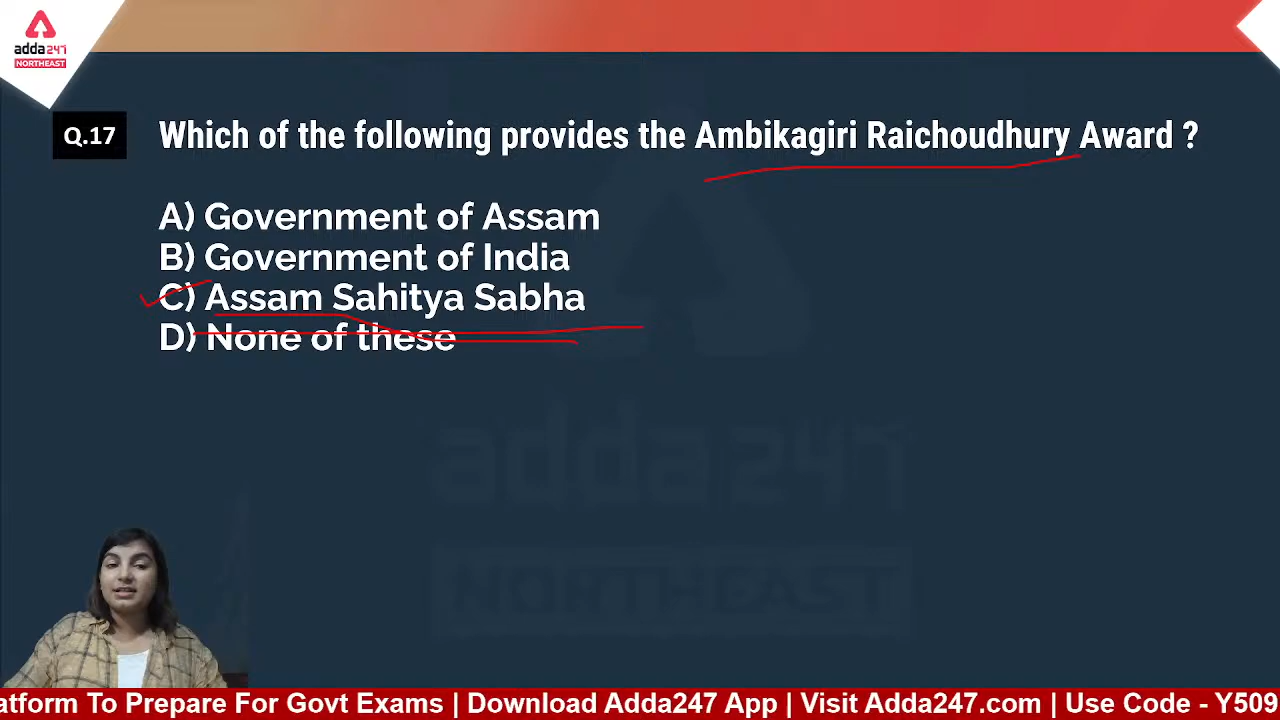 adda247
NORTHEAST
Q.17
Which of the following provides the Ambikagiri Raichoudhury Award ?
A) Government of Assam
B) Government of India
C) Assam Sahitya Sabha
D) None of these
adda247
NORTHEAST
atform To Prepare For Govt Exams | Download Adda247 App | Visit Adda247.com | Use Code - Y509